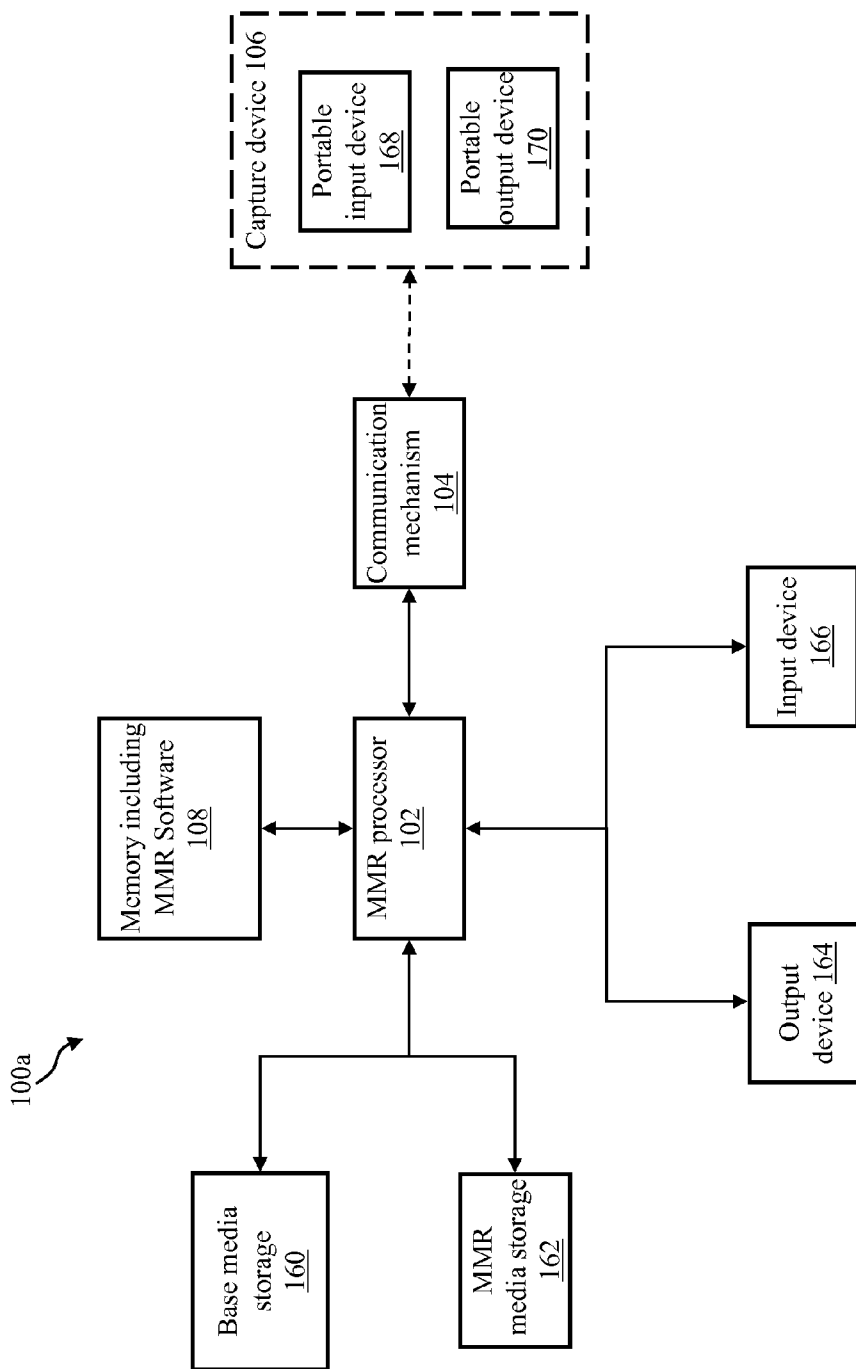 100a
Base media
storage
160
MMR
media storage
162
Memory including
MMR Software
108
MMR processor
102
Output
device 164
Input device
166
Communication
mechanism
104
Capture device 106
Portable
input device
168
Portable
output device
170